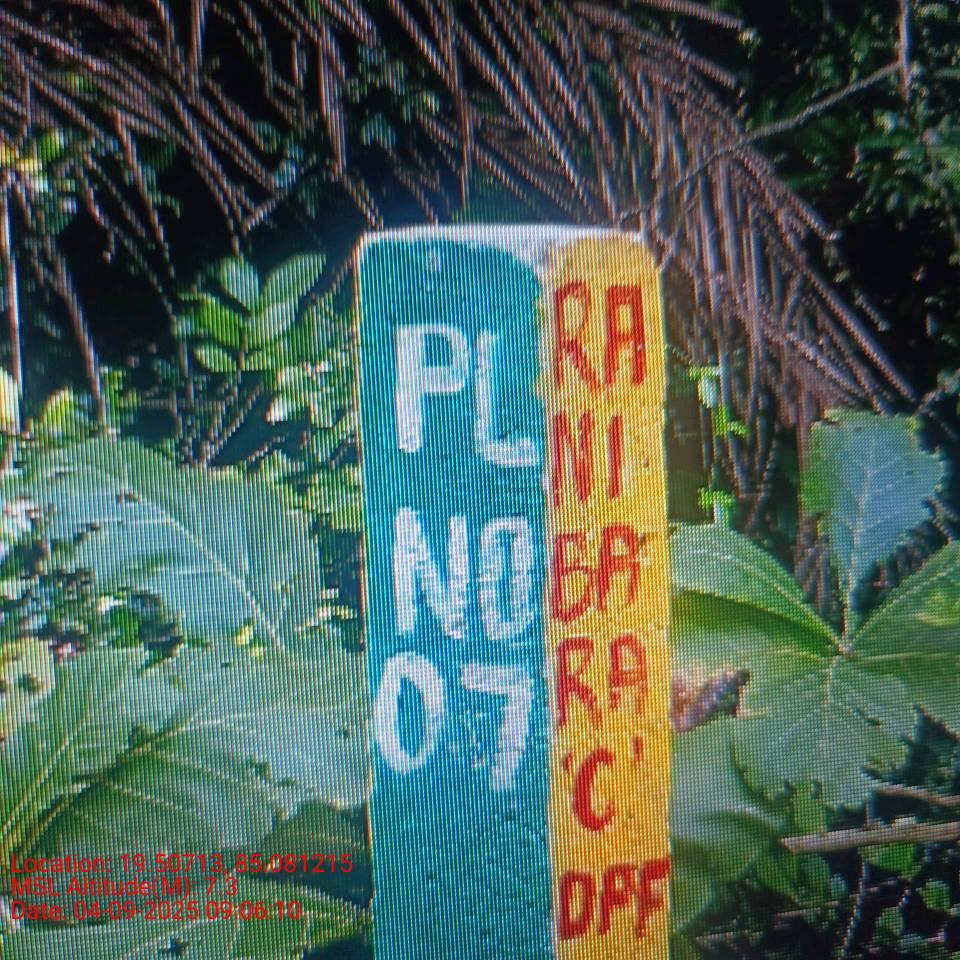 PL
NO
07
RA
NI
BA
RA
'C'
DPF
Location: 19.50713, 85.081215
MSL Altitude(M): 7.3
Date: 04-09-2025 09:06:10